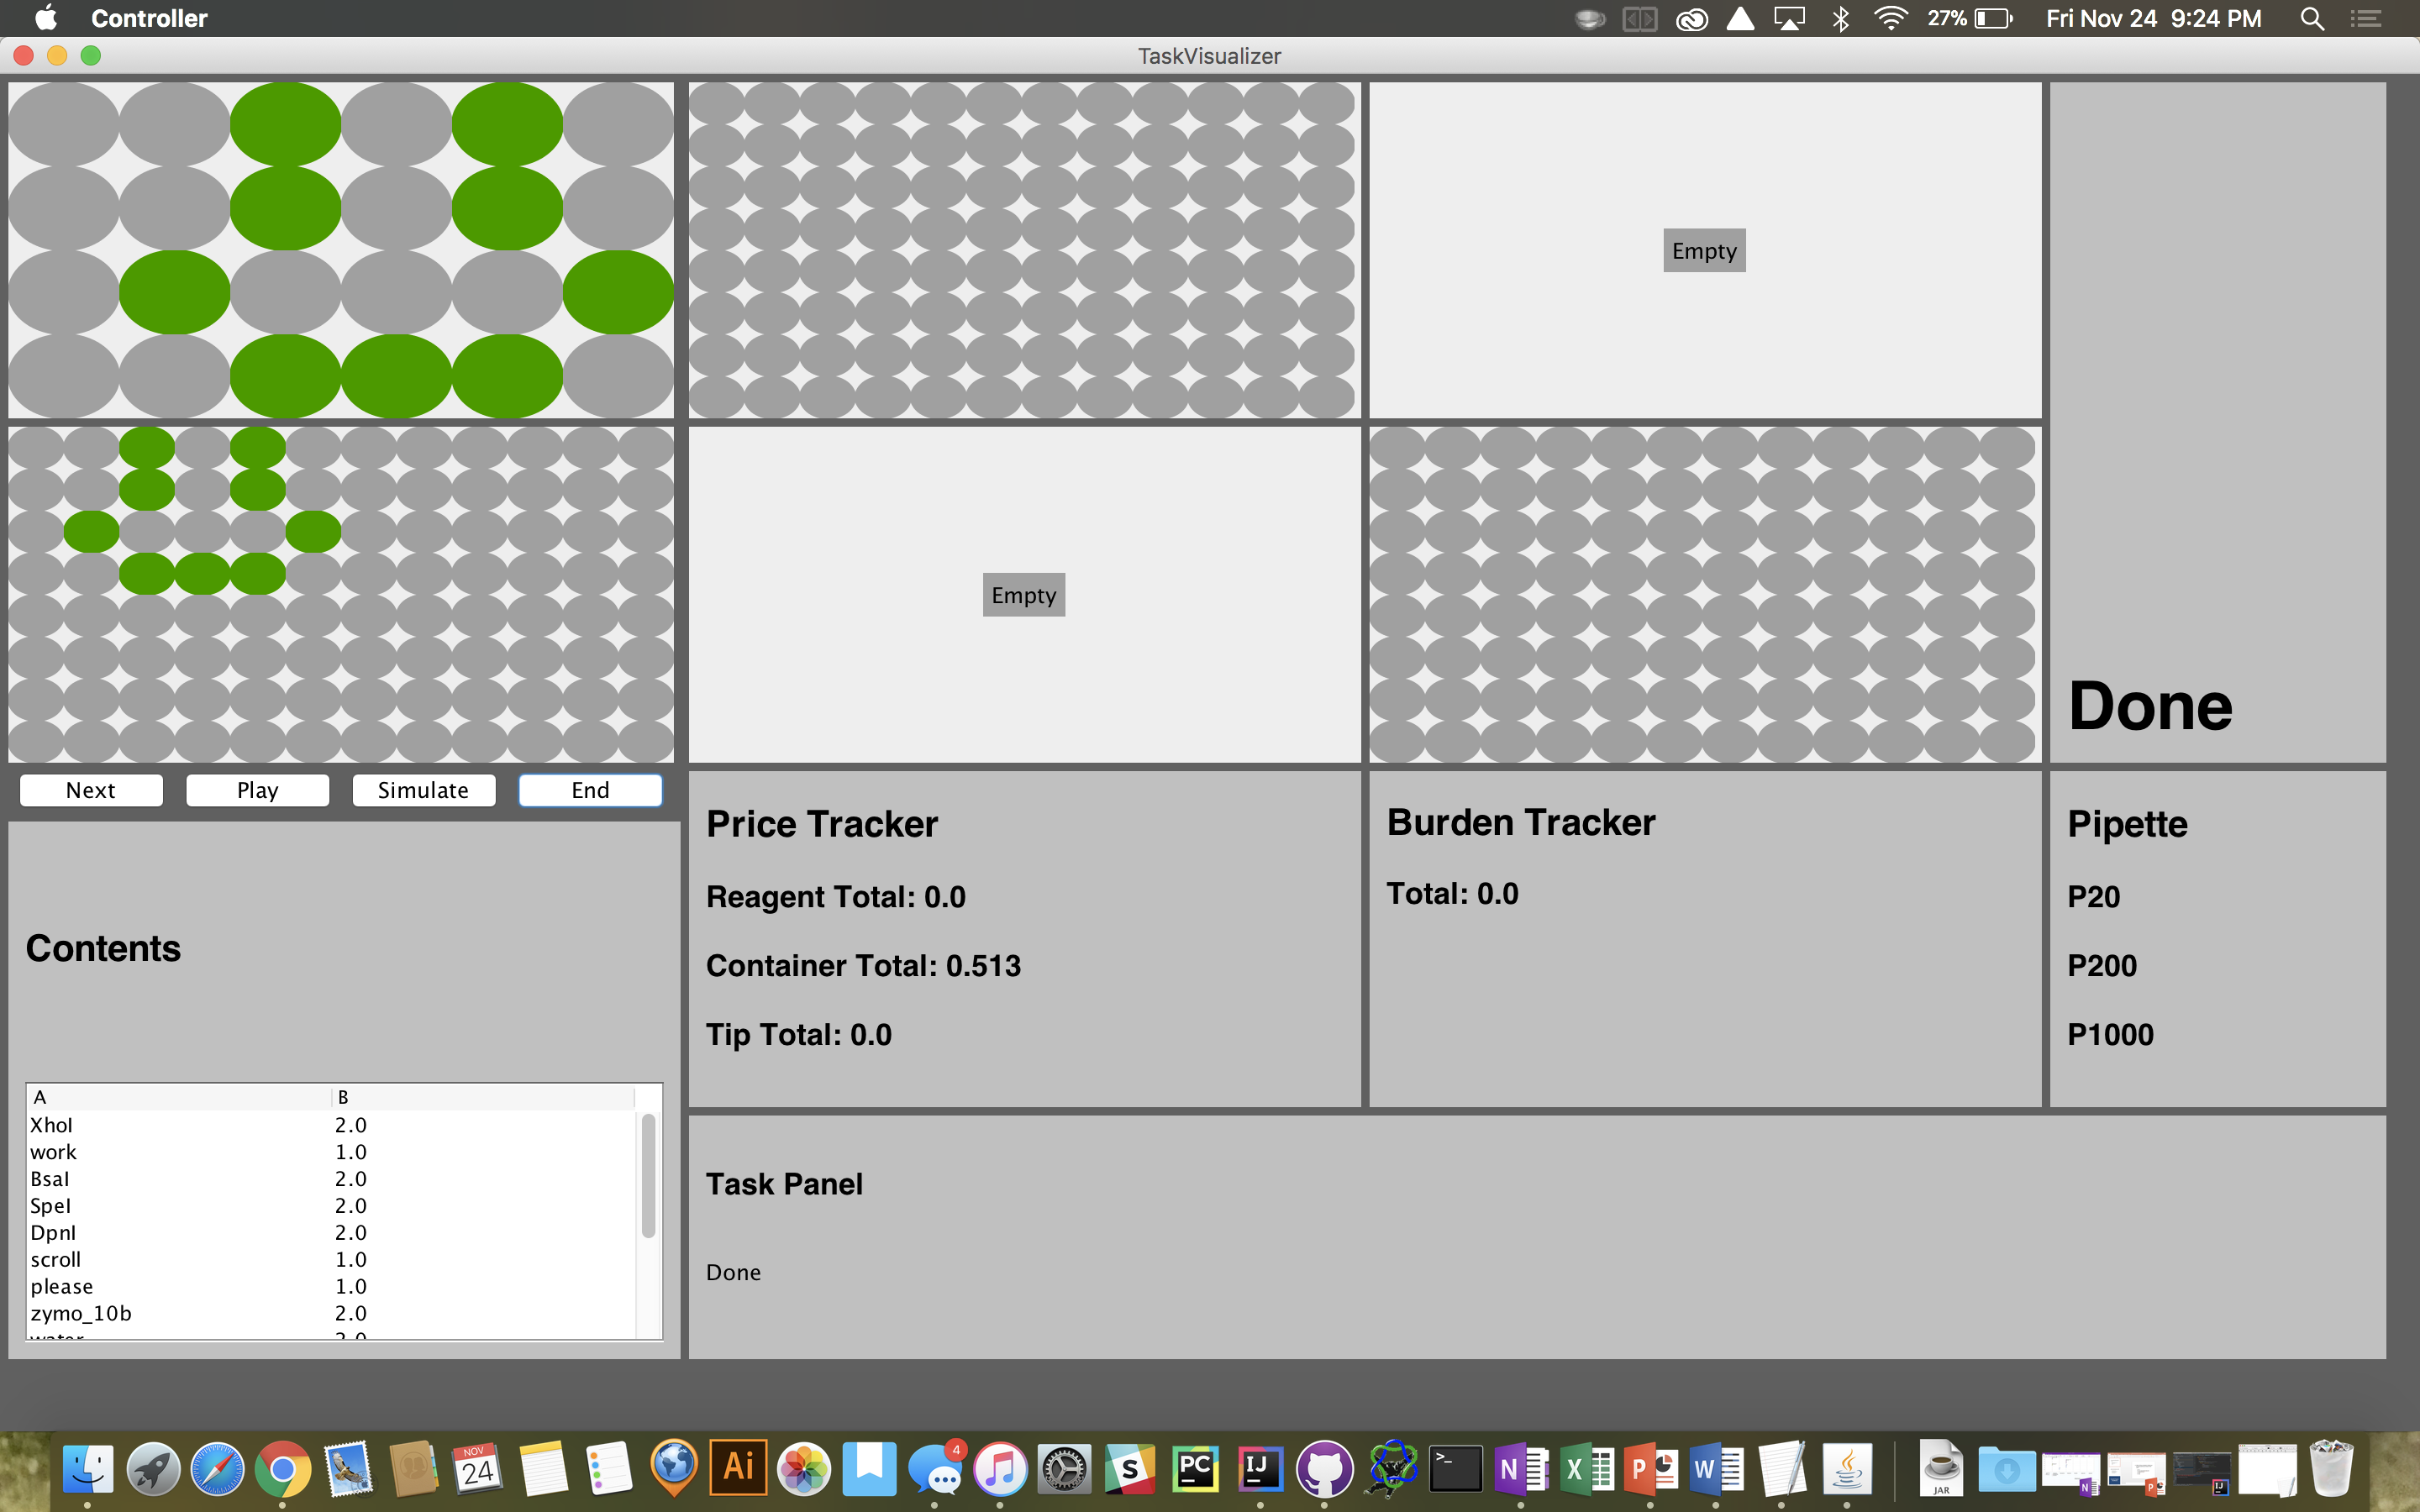 Controller
27%
Fri Nov 24 9:24 PM
TaskVisualizer
Empty
Empty
Done
Next
Play
Simulate
End
Price Tracker
Reagent Total: 0.0
Container Total: 0.513
Tip Total: 0.0
Burden Tracker
Total: 0.0
Pipette
P20
P200
P1000
Contents
A B
XhoI 2.0
work 1.0
BsaI 2.0
SpeI 2.0
DpnI 2.0
scroll 1.0
please 1.0
zymo_10b 2.0
Task Panel
Done
NOV
24
Ai
4
S
PC
IJ
>_
N
X
P
W
JAR
N
P
IJ